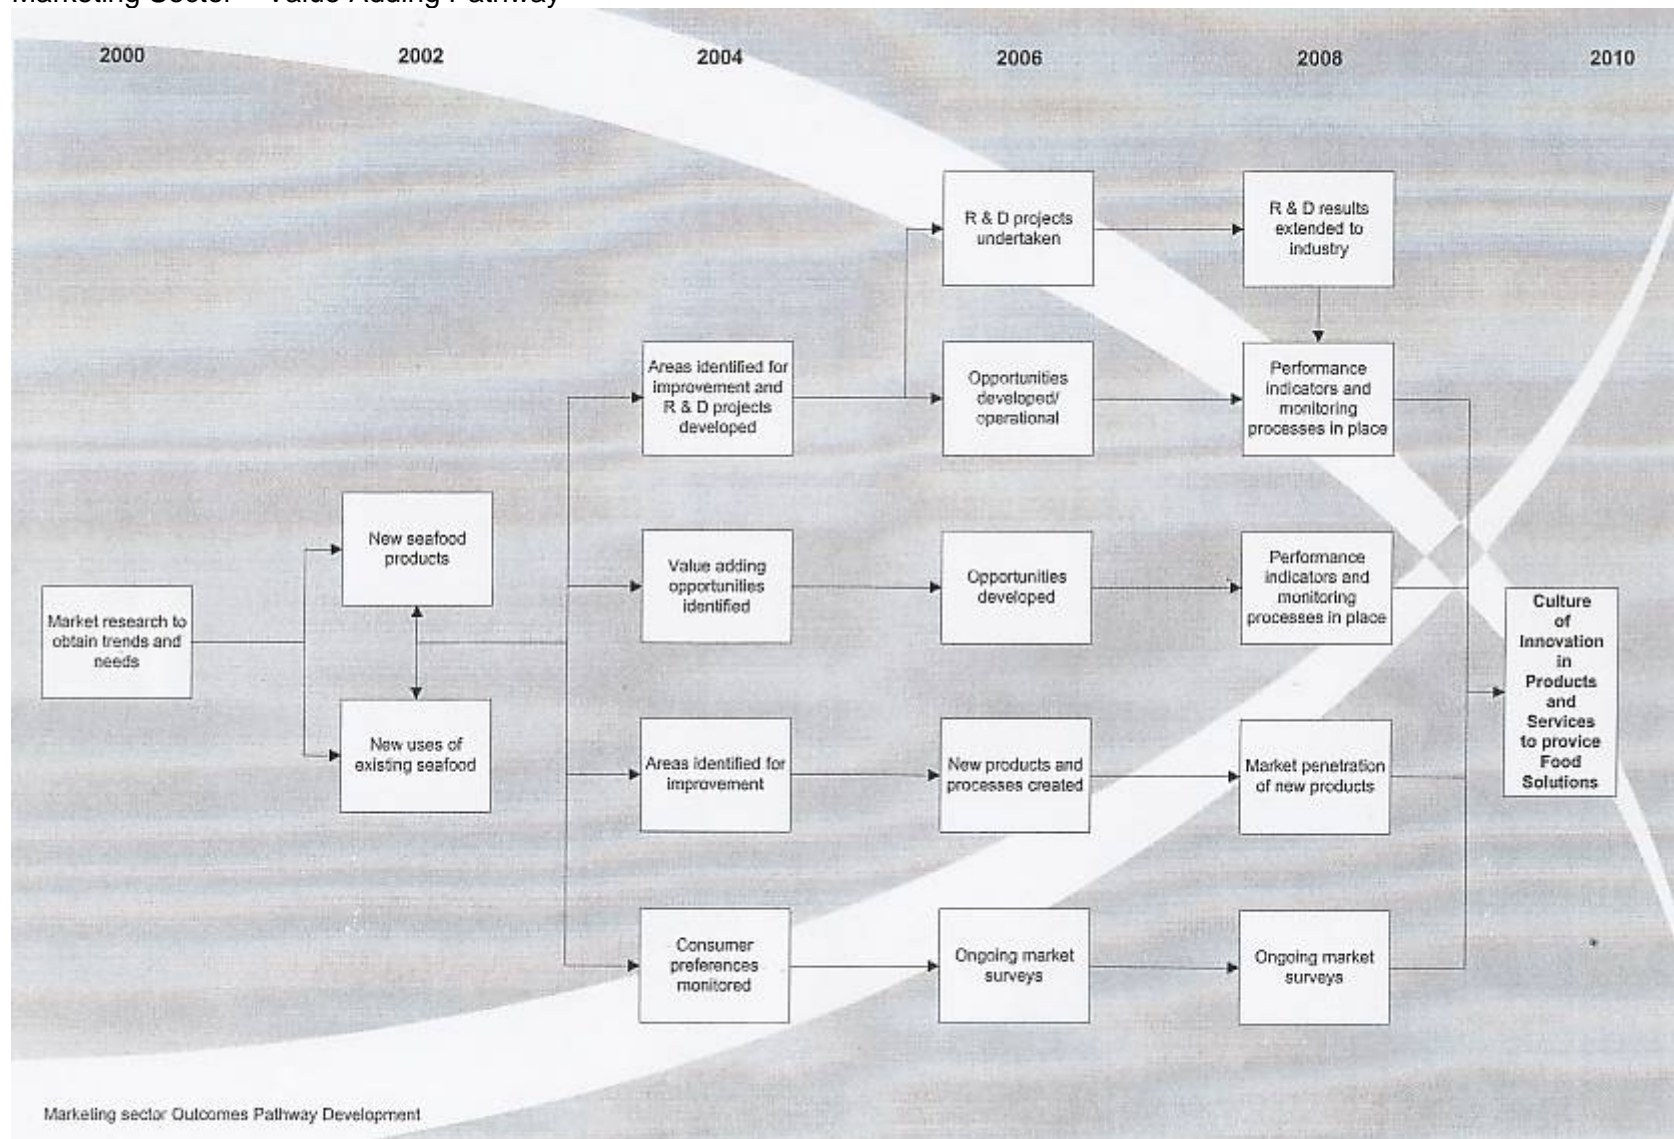 Marketing Sector – Value Adding Pathway
2000
2002
2004
2006
2008
2010
R & D projects
undertaken
R & D results
extended to
industry
Areas identified for
improvement and
R & D projects
developed
Opportunities
developed/
operational
Performance
indicators and
monitoring
processes in place
New seafood
products
Value adding
opportunities
identified
Opportunities
developed
Performance
indicators and
monitoring
processes in place
Market research to
obtain trends and
needs
Culture
of
Innovation
in
Products
and
Services
to provice
Food
Solutions
New uses of
existing seafood
Areas identified for
improvement
New products and
processes created
Market penetration
of new products
Consumer
preferences
monitored
Ongoing market
surveys
Ongoing market
surveys
Marketing sector Outcomes Pathway Development